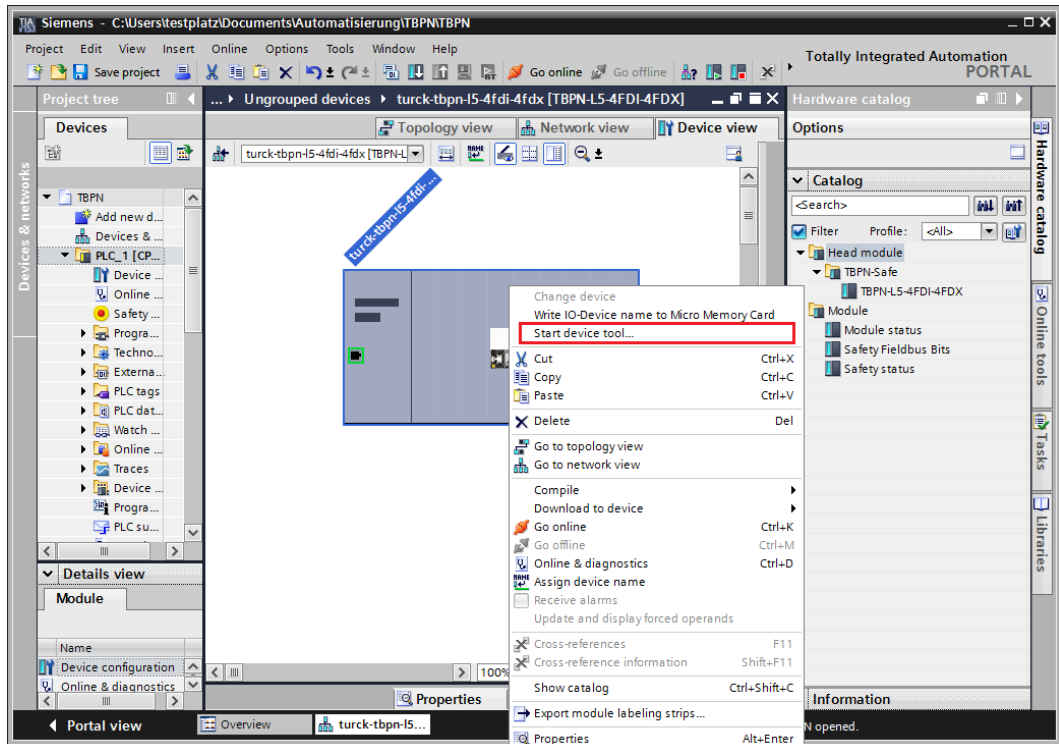 Siemens - C:\Users\testplatz\Documents\Automatisierung\TBPN\TBPN
Project Edit View Insert Online Options Tools Window Help
Totally Integrated Automation
PORTAL
Save project
Go online
Go offline
Project tree
... Ungrouped devices turck-tbpn-l5-4fdi-4fdx [TBPN-L5-4FDI-4FDX]
Hardware catalog
Devices
Topology view
Network view
Device view
Options
turck-tbpn-l5-4fdi-4fdx [TBPN-L
Devices & networks
TBPN
Add new d...
Devices & ...
PLC_1 [CP...
Device ...
Online ...
Safety ...
Progra...
Techno...
Externa...
PLC tags
PLC dat...
Watch ...
Online ...
Traces
Device ...
Progra...
PLC su...
Details view
Module
Name
Device configuration
Online & diagnostics
turck-tbpn-l5-4fdi-...
Change device
Write IO-Device name to Micro Memory Card
Start device tool...
Cut Ctrl+X
Copy Ctrl+C
Paste Ctrl+V
Delete Del
Go to topology view
Go to network view
Compile
Download to device
Go online Ctrl+K
Go offline Ctrl+M
Online & diagnostics Ctrl+D
Assign device name
Receive alarms
Update and display forced operands
Cross-references F11
Cross-reference information Shift+F11
Show catalog Ctrl+Shift+C
Export module labeling strips...
Properties Alt+Enter
100%
Properties
Catalog
<Search>
Filter Profile: <All>
Head module
TBPN-Safe
TBPN-L5-4FDI-4FDX
Module
Module status
Safety Fieldbus Bits
Safety status
Information
Hardware catalog
Online tools
Tasks
Libraries
Portal view
Overview
turck-tbpn-l5...
N opened.